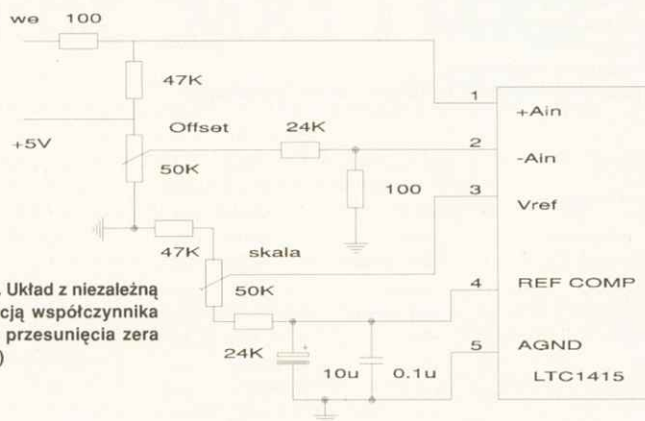 we 100
47K
+5V
Offset
50K
24K
100
47K
skala
50K
24K
10u
0.1u
1 +Ain
2 -Ain
3 Vref
4 REF COMP
5 AGND
LTC1415
. Układ z niezależną
cją współczynnika
przesunięcia zera
)